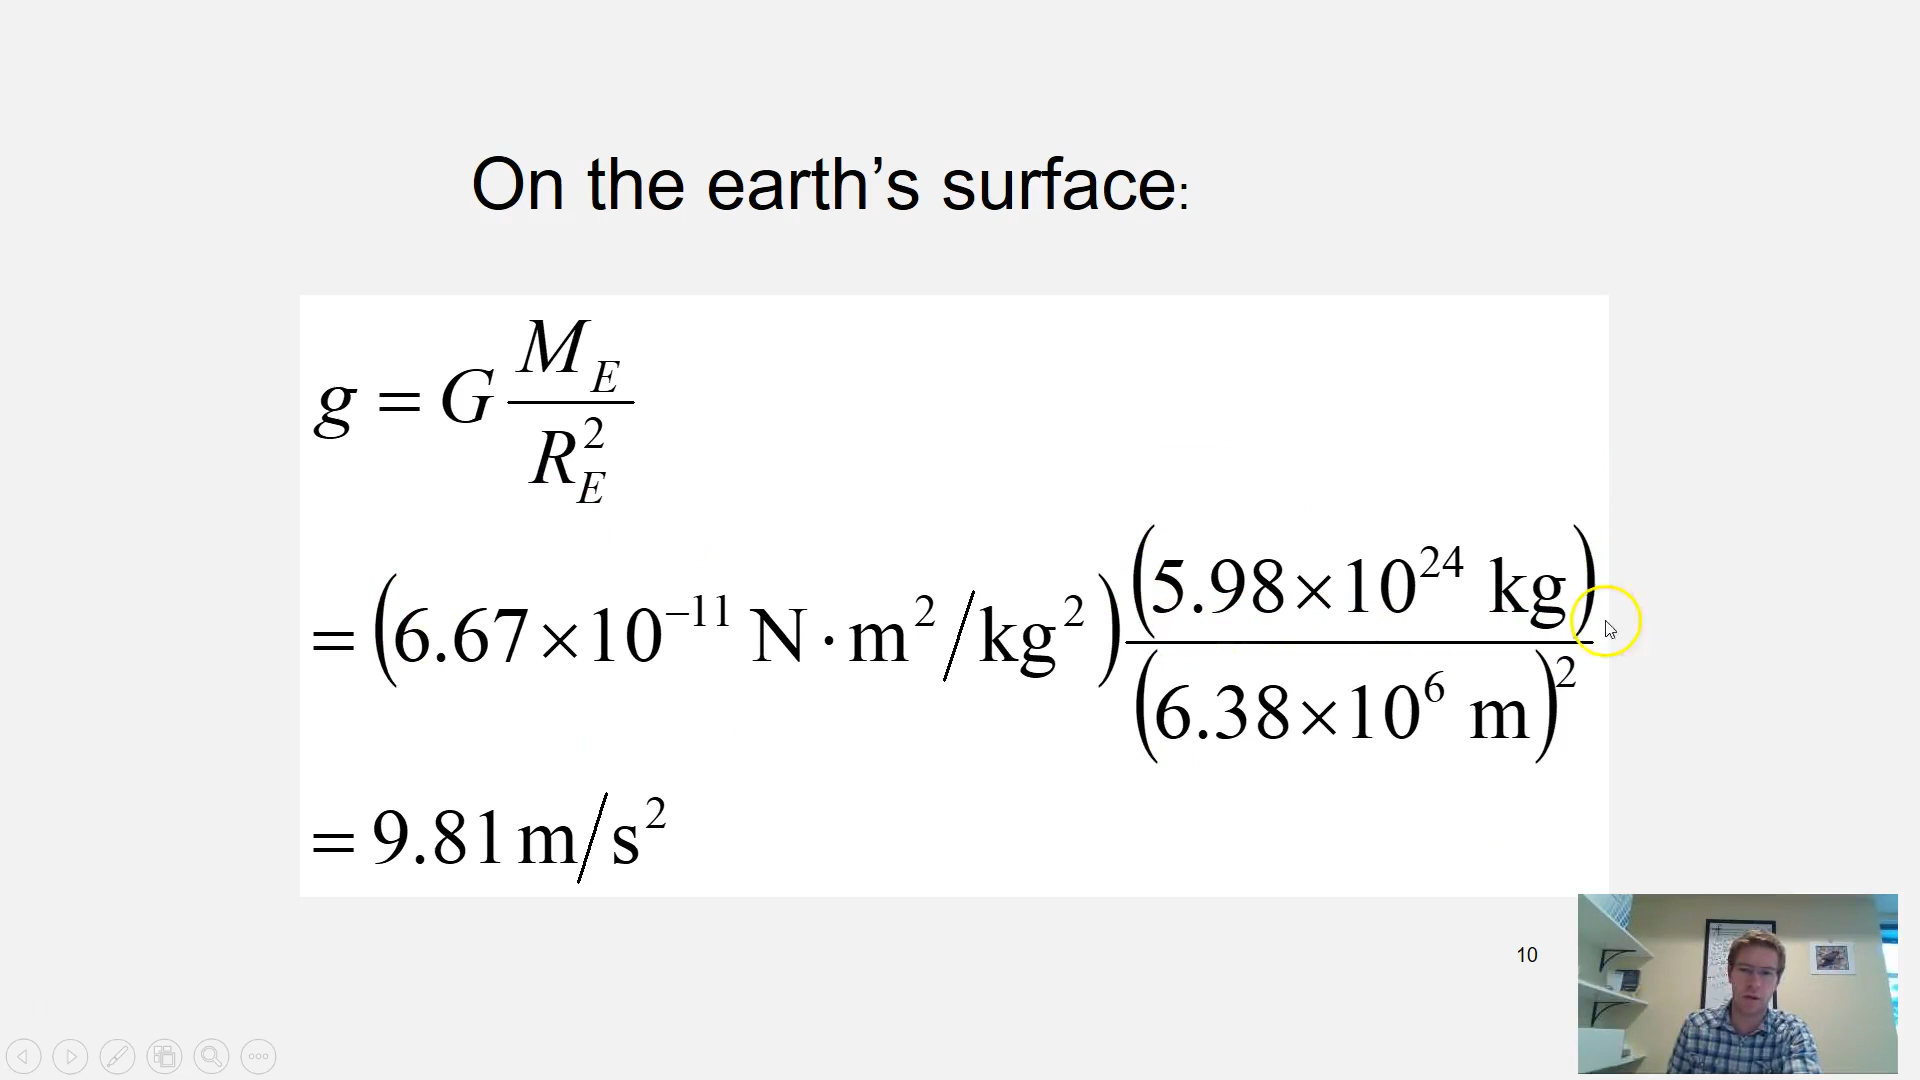 On the earth’s surface:
g = G M_E / R_E^2
= (6.67×10^−11 N·m^2/kg^2) (5.98×10^24 kg) / (6.38×10^6 m)^2
= 9.81 m/s^2
10